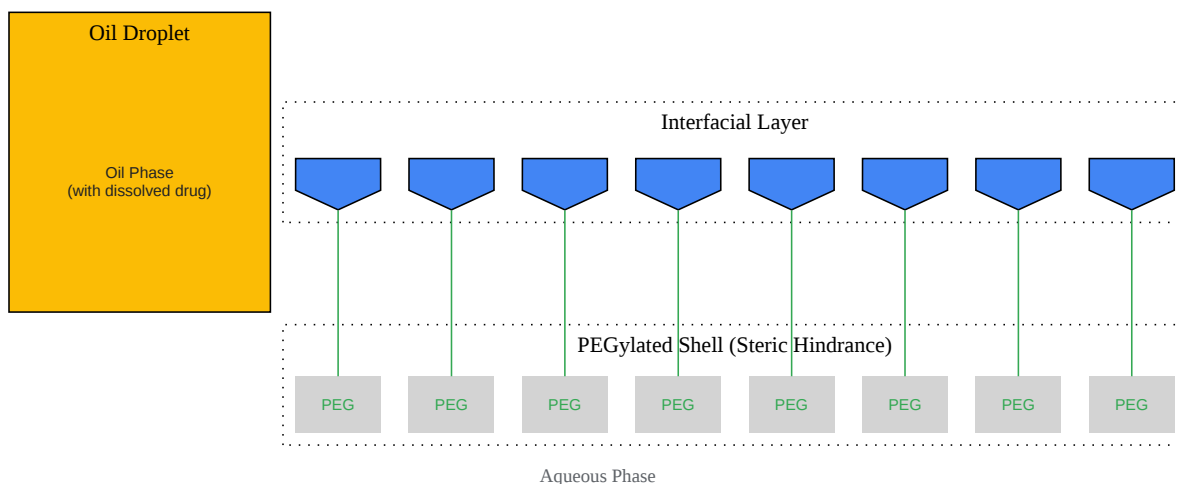 Oil Droplet
Interfacial Layer
Oil Phase
(with dissolved drug)
PEGylated Shell (Steric Hindrance)
PEG PEG PEG PEG PEG PEG PEG PEG
Aqueous Phase